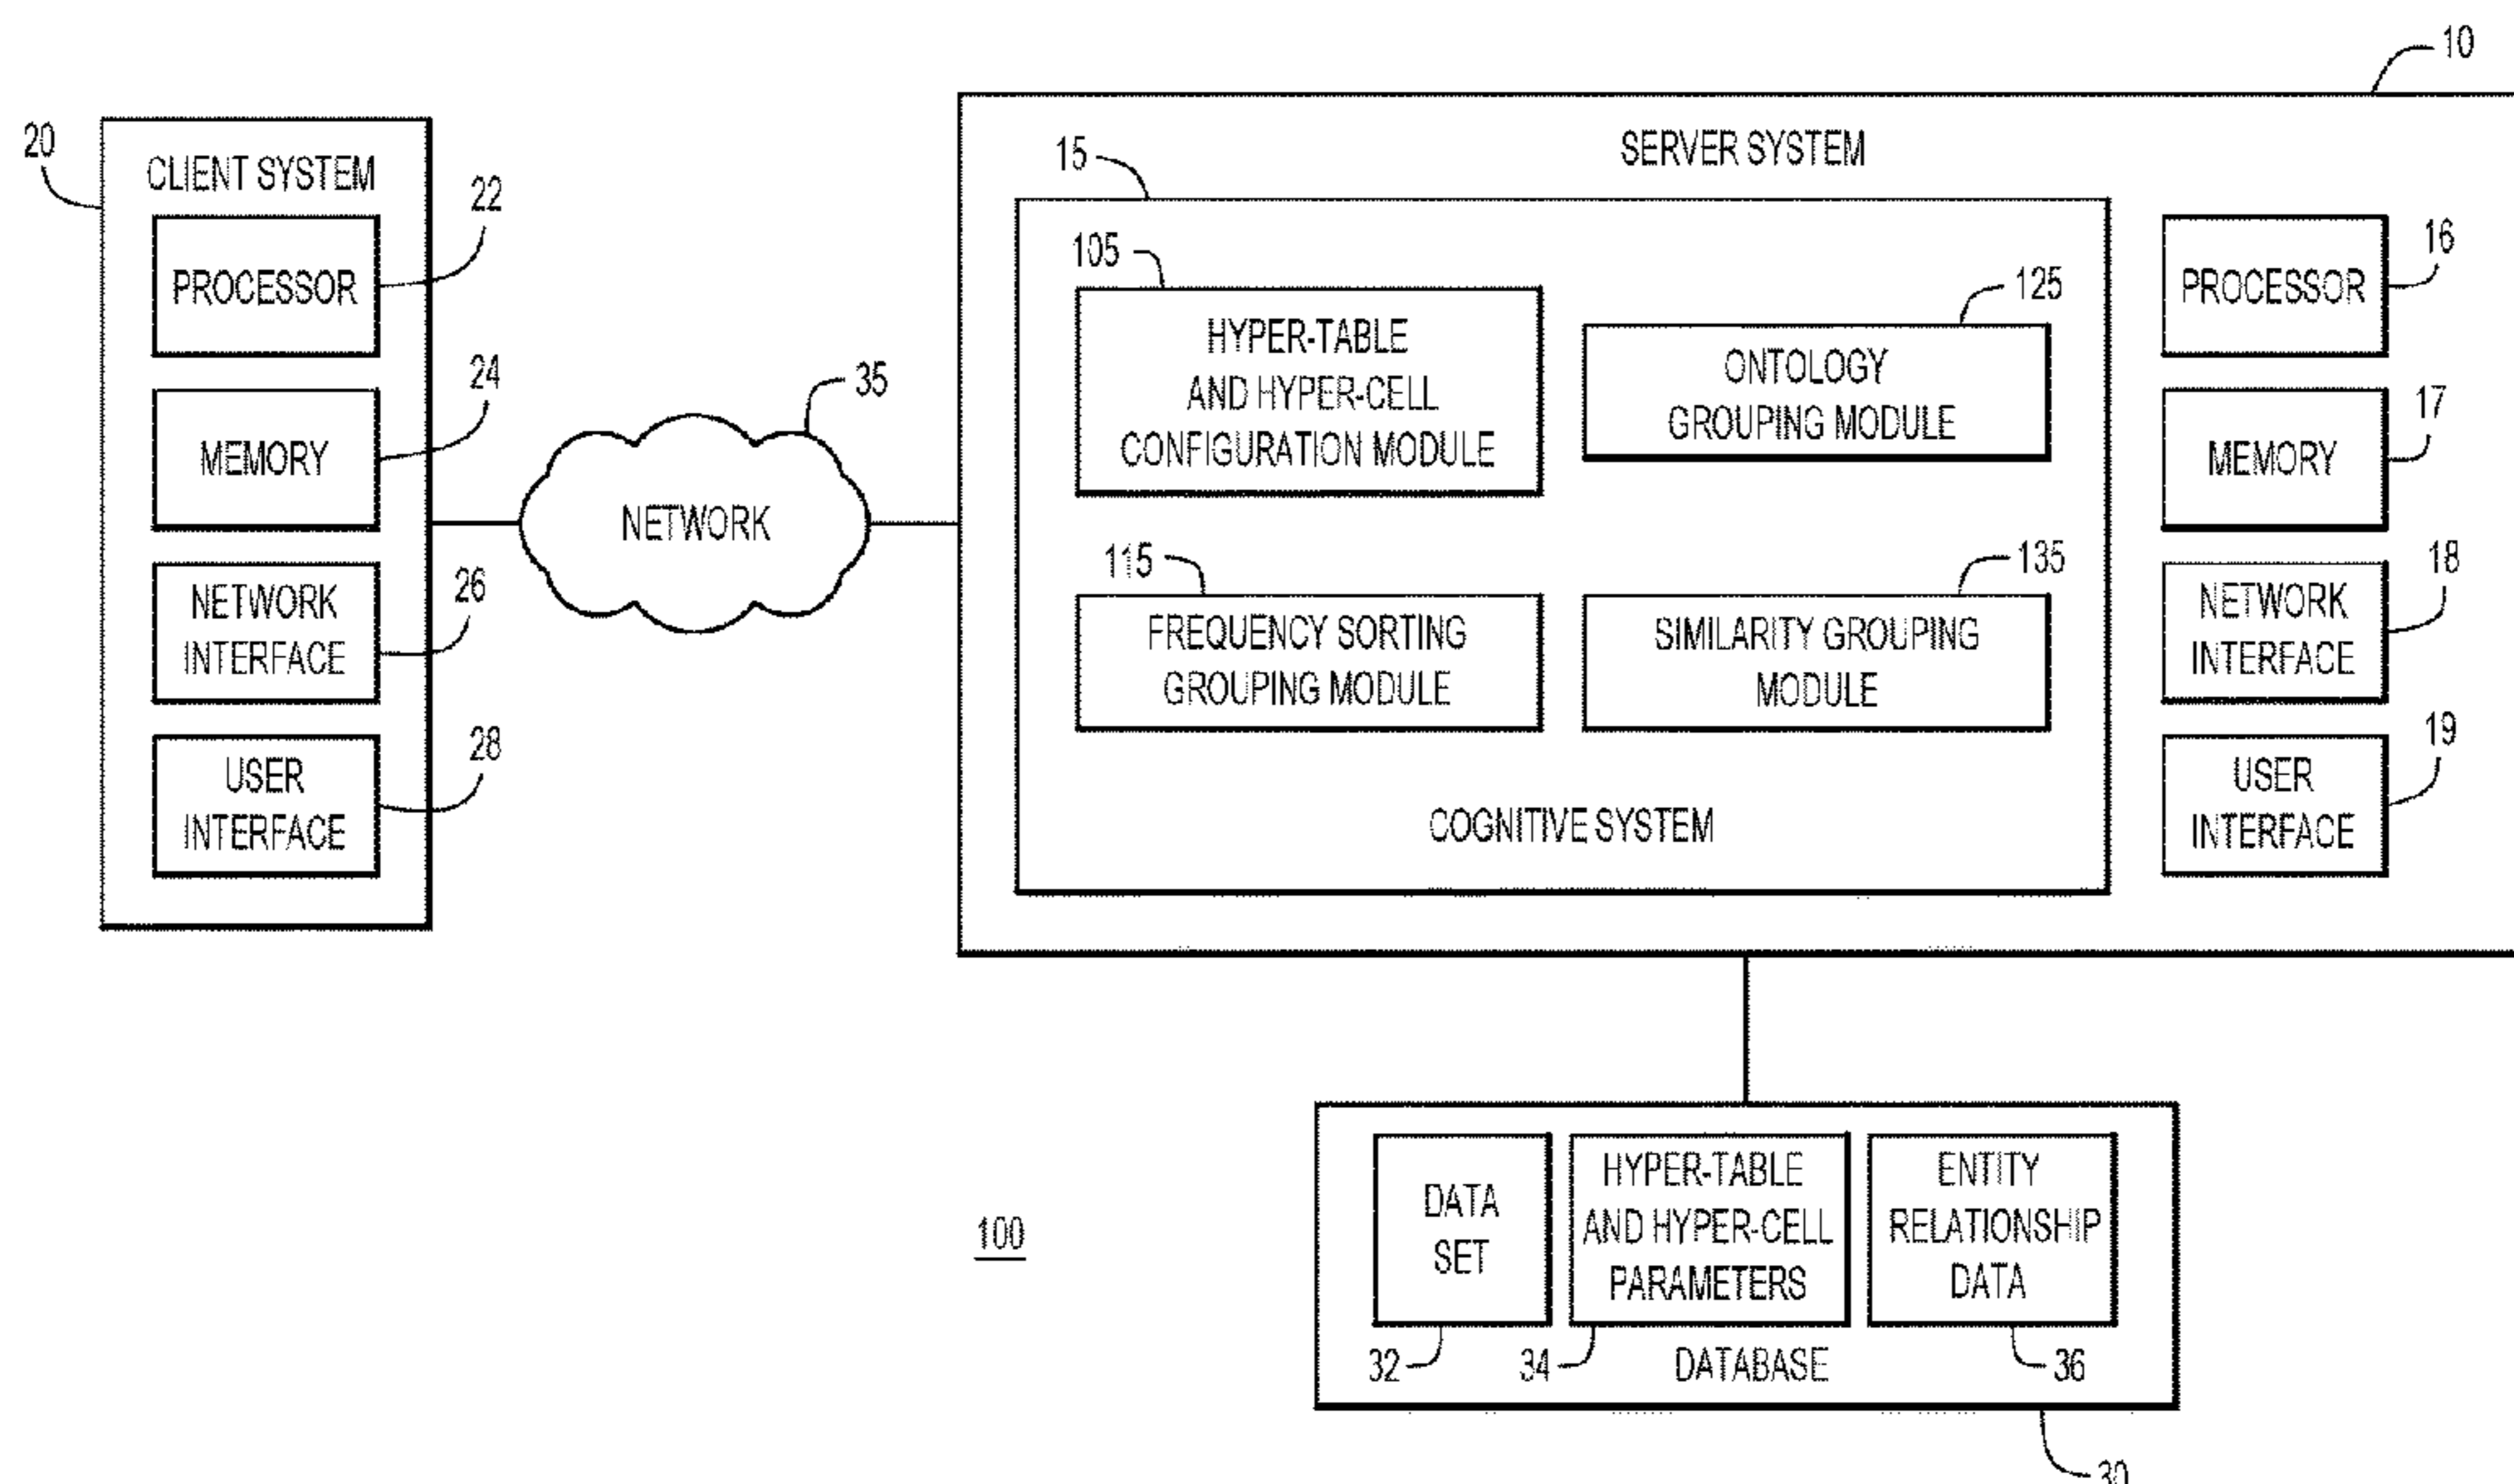 10
20
CLIENT SYSTEM
22
PROCESSOR
24
MEMORY
26
NETWORK
INTERFACE
28
USER
INTERFACE
35
NETWORK
SERVER SYSTEM
15
105
HYPER-TABLE
AND HYPER-CELL
CONFIGURATION MODULE
125
ONTOLOGY
GROUPING MODULE
115
FREQUENCY SORTING
GROUPING MODULE
135
SIMILARITY GROUPING
MODULE
COGNITIVE SYSTEM
16
PROCESSOR
17
MEMORY
18
NETWORK
INTERFACE
19
USER
INTERFACE
100
DATA
SET
HYPER-TABLE
AND HYPER-CELL
PARAMETERS
ENTITY
RELATIONSHIP
DATA
32
34
DATABASE
36
30